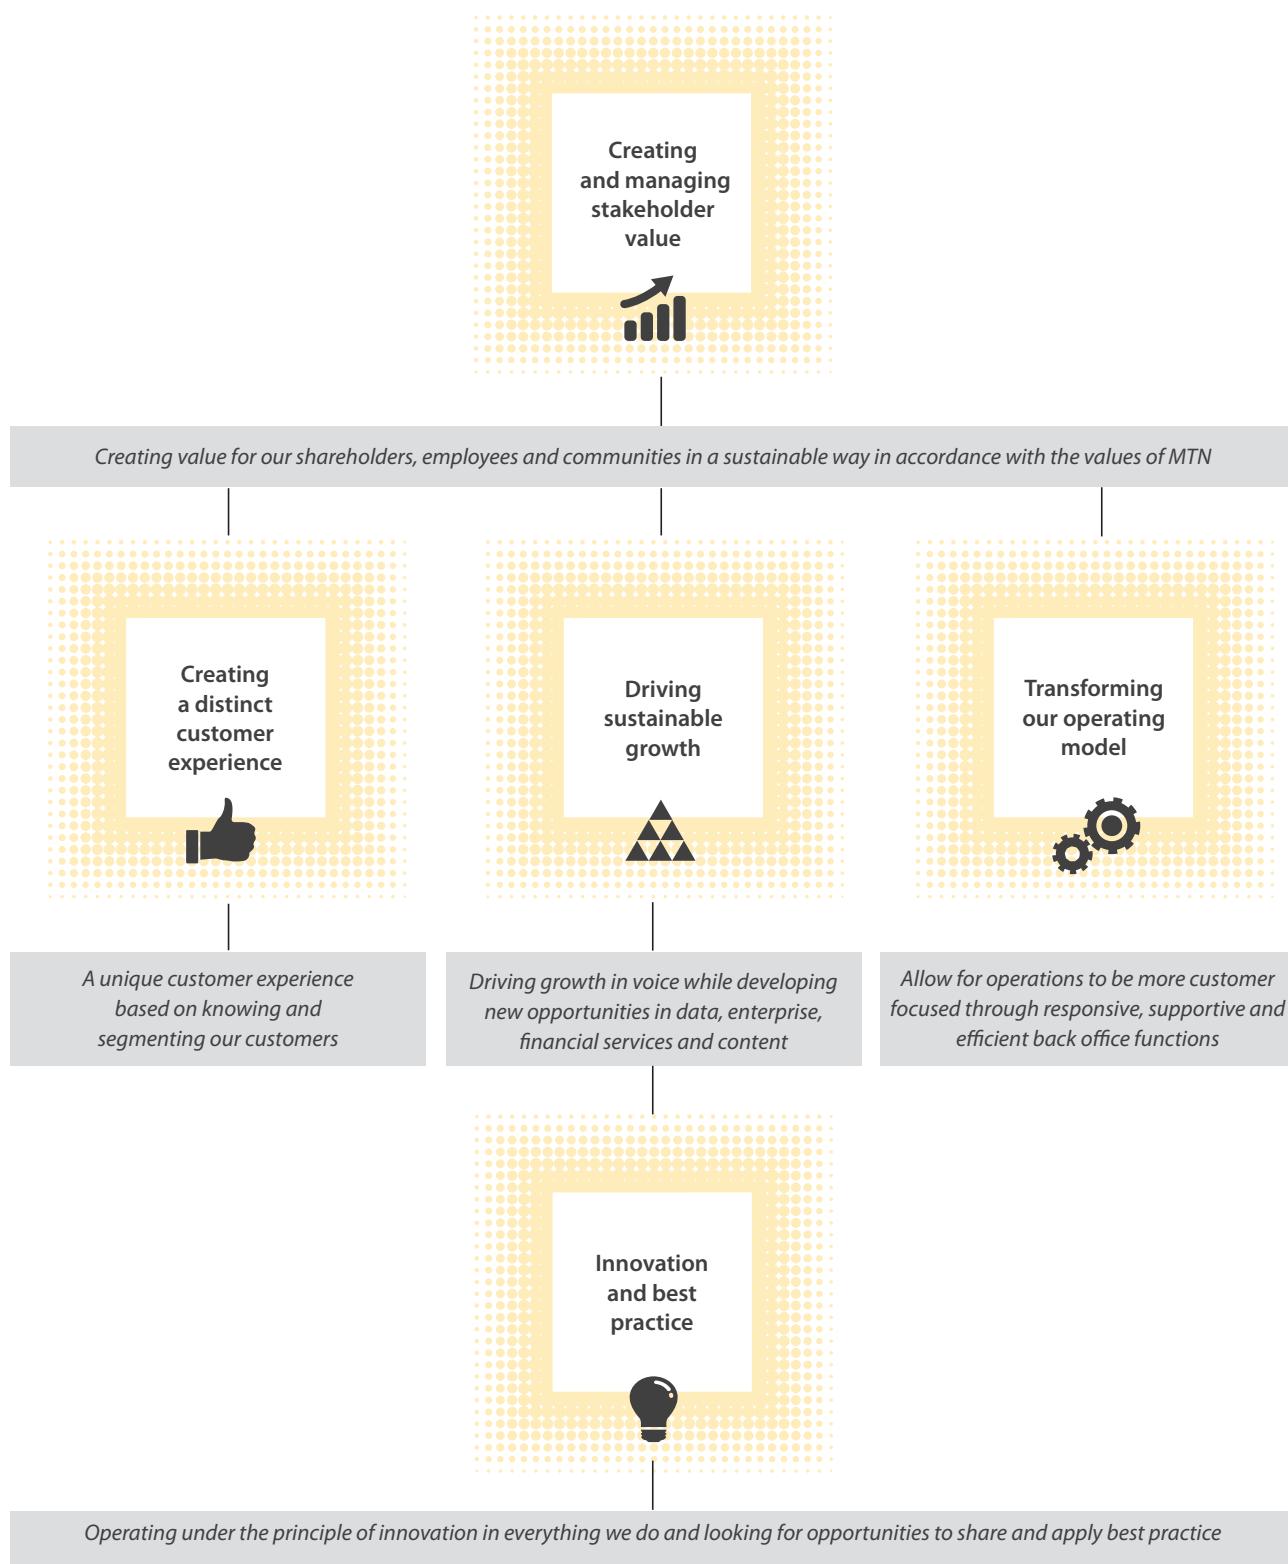 Creating
and managing
stakeholder
value
Creating value for our shareholders, employees and communities in a sustainable way in accordance with the values of MTN
Creating
a distinct
customer
experience
Driving
sustainable
growth
Transforming
our operating
model
A unique customer experience
based on knowing and
segmenting our customers
Driving growth in voice while developing
new opportunities in data, enterprise,
financial services and content
Allow for operations to be more customer
focused through responsive, supportive and
efficient back office functions
Innovation
and best
practice
Operating under the principle of innovation in everything we do and looking for opportunities to share and apply best practice